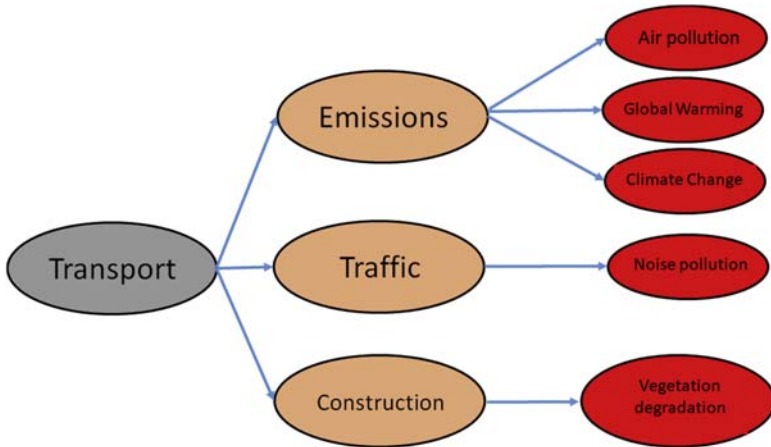 Air pollution
Emissions
Global Warming
Climate Change
Transport
Traffic
Noise pollution
Construction
Vegetation
degradation